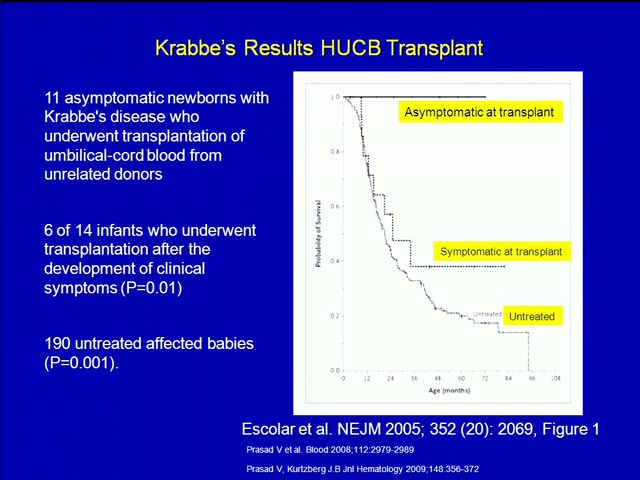 Krabbe's Results HUCB Transplant
11 asymptomatic newborns with
Krabbe's disease who
underwent transplantation of
umbilical-cord blood from
unrelated donors
6 of 14 infants who underwent
transplantation after the
development of clinical
symptoms (P=0.01)
190 untreated affected babies
(P=0.001).
1.0
0.8
0.4
0.2
0.0
Probability of Survival
Asymptomatic at transplant
Symptomatic at transplant
Untreated
Untreated
0 12 24 36 48 60 72 84 96 108
Age (months)
Escolar et al. NEJM 2005; 352 (20): 2069, Figure 1
Prasad V et al. Blood 2008;112:2979-2989
Prasad V, Kurtzberg J.B Jnl Hematology 2009;148:356-372